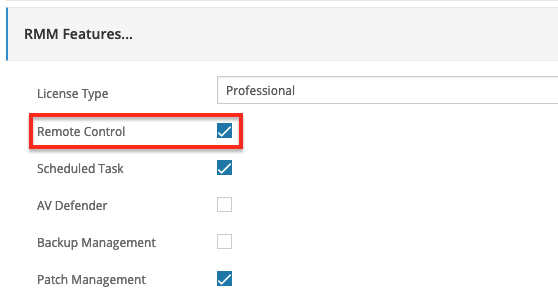 RMM Features...
License Type Professional
Remote Control
Scheduled Task
AV Defender
Backup Management
Patch Management